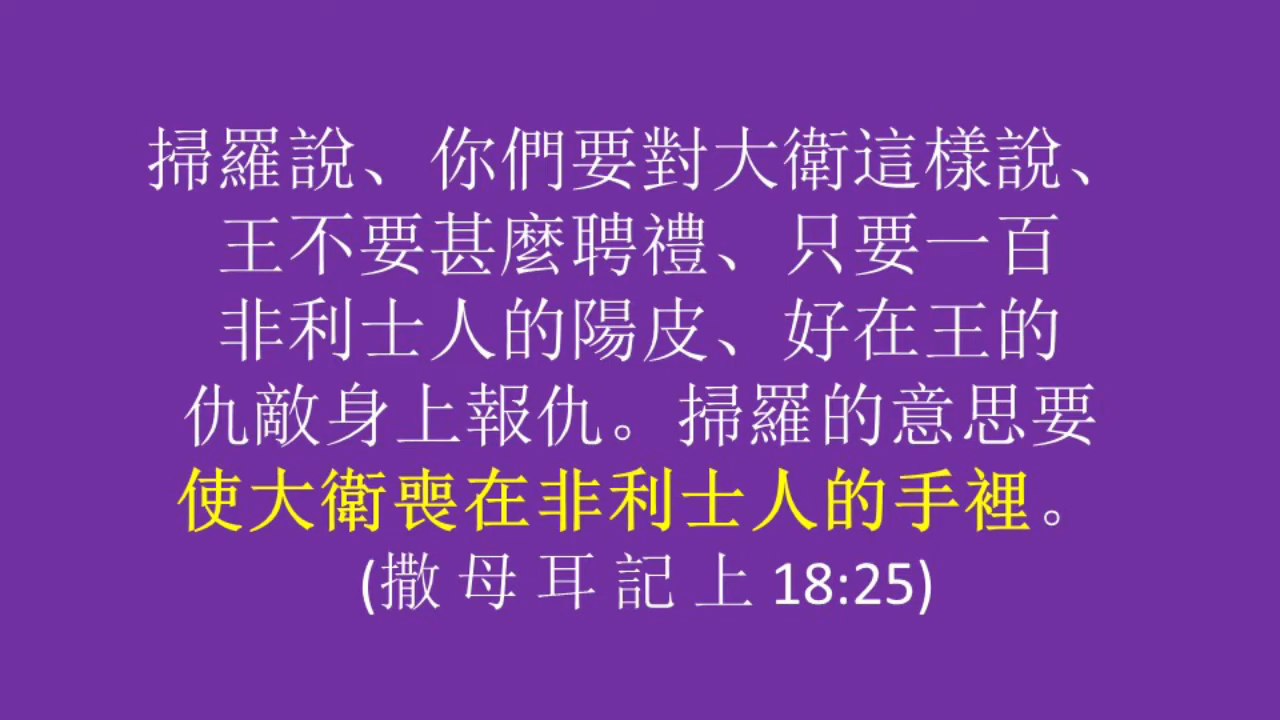 掃羅說、你們要對大衛這樣說、
王不要甚麼聘禮、只要一百
非利士人的陽皮、好在王的
仇敵身上報仇。掃羅的意思要
使大衛喪在非利士人的手裡。
(撒母耳記上 18:25)